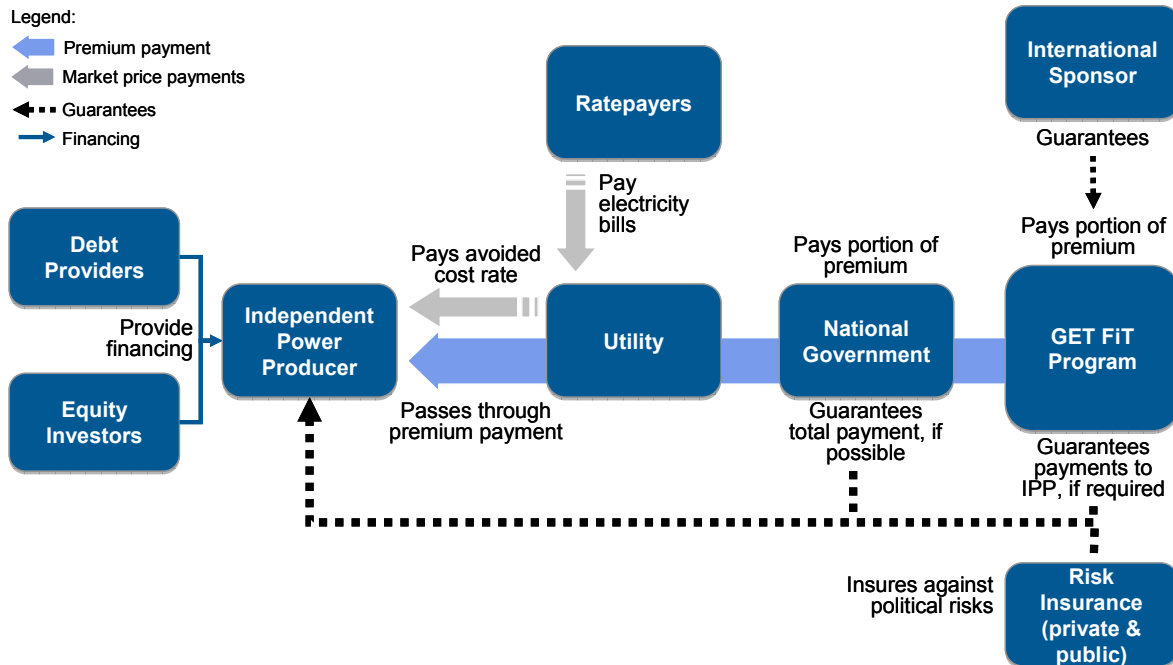 Legend:
Premium payment
Market price payments
Guarantees
Financing
International
Sponsor
Ratepayers
Guarantees
Pay
electricity
bills
Debt
Providers
Pays portion of
premium
Pays portion of
premium
Pays avoided
cost rate
Independent
Power
Producer
Provide
financing
Utility
National
Government
GET FiT
Program
Equity
Investors
Passes through
premium payment
Guarantees
total payment, if
possible
Guarantees
payments to
IPP, if required
Insures against
political risks
Risk
Insurance
(private &
public)